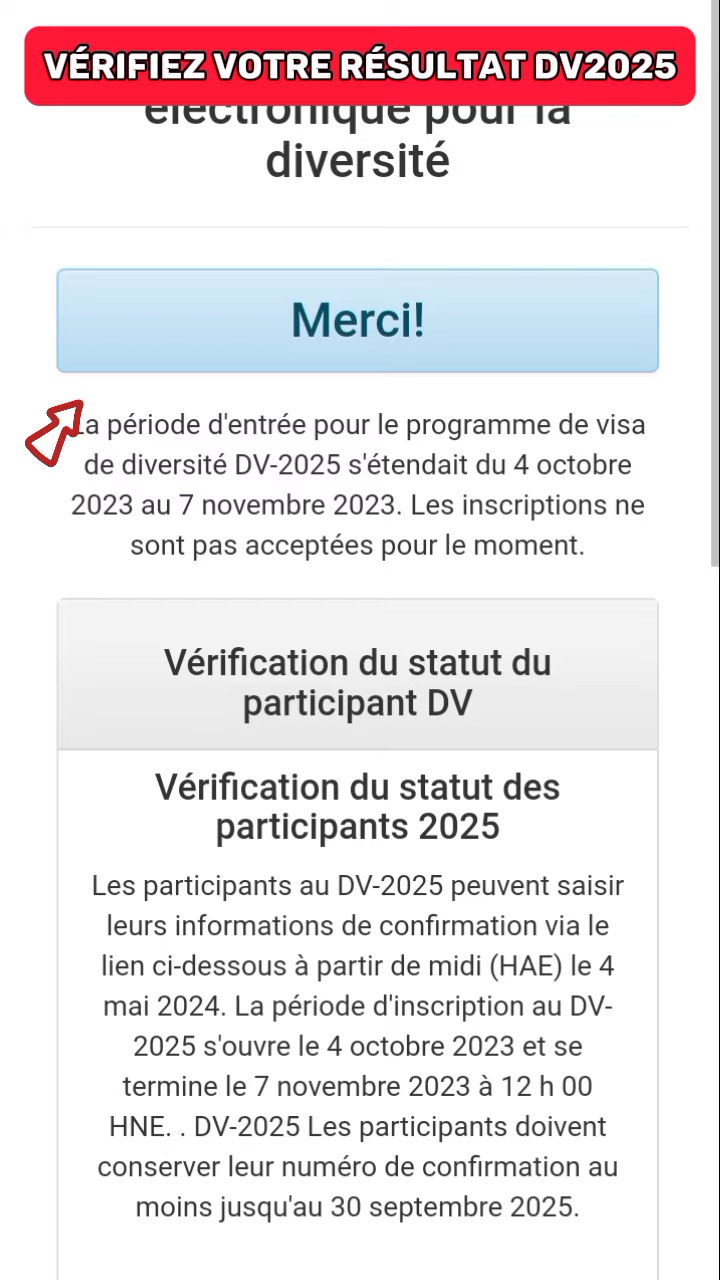 VÉRIFIEZ VOTRE RÉSULTAT DV2025
électronique pour la
diversité
Merci!
La période d'entrée pour le programme de visa
de diversité DV-2025 s'étendait du 4 octobre
2023 au 7 novembre 2023. Les inscriptions ne
sont pas acceptées pour le moment.
Vérification du statut du
participant DV
Vérification du statut des
participants 2025
Les participants au DV-2025 peuvent saisir
leurs informations de confirmation via le
lien ci-dessous à partir de midi (HAE) le 4
mai 2024. La période d'inscription au DV-
2025 s'ouvre le 4 octobre 2023 et se
termine le 7 novembre 2023 à 12 h 00
HNE. . DV-2025 Les participants doivent
conserver leur numéro de confirmation au
moins jusqu'au 30 septembre 2025.